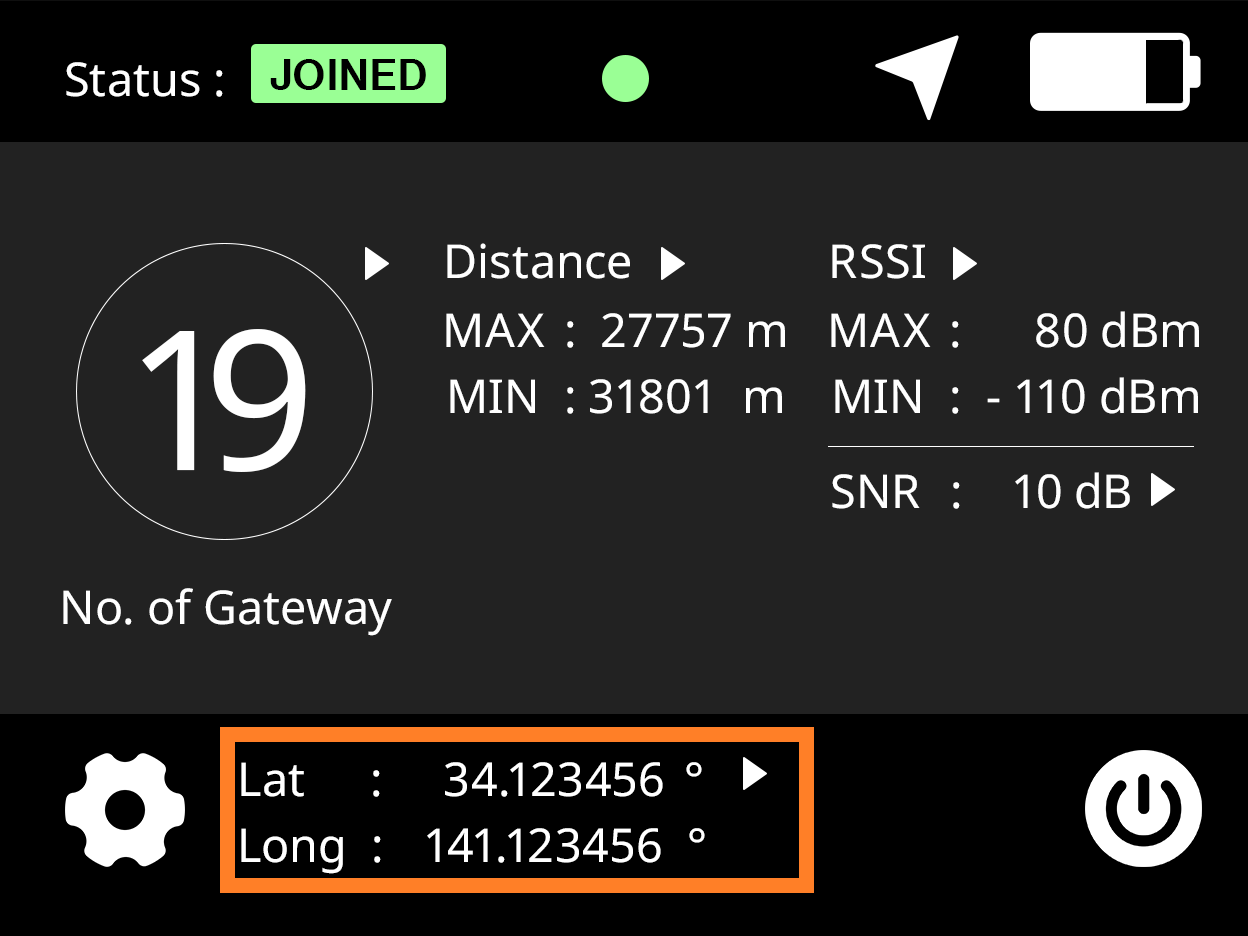 Status : JOINED
19
No. of Gateway
Distance
MAX : 27757 m
MIN : 31801 m
RSSI
MAX : 80 dBm
MIN : - 110 dBm
SNR : 10 dB
Lat : 34.123456 °
Long : 141.123456 °